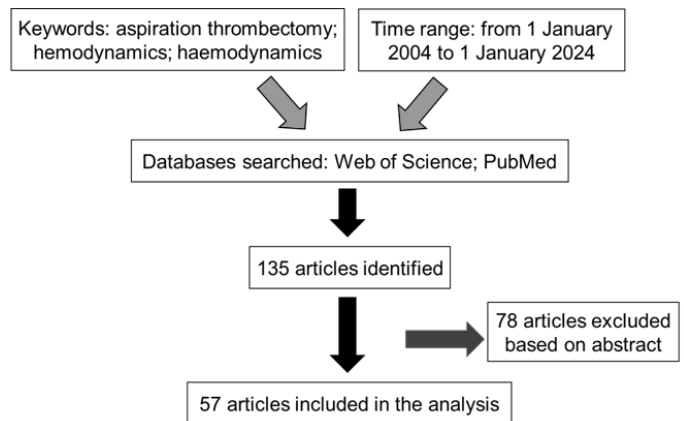 Keywords: aspiration thrombectomy;
hemodynamics; haemodynamics
Time range: from 1 January
2004 to 1 January 2024
Databases searched: Web of Science; PubMed
135 articles identified
78 articles excluded
based on abstract
57 articles included in the analysis